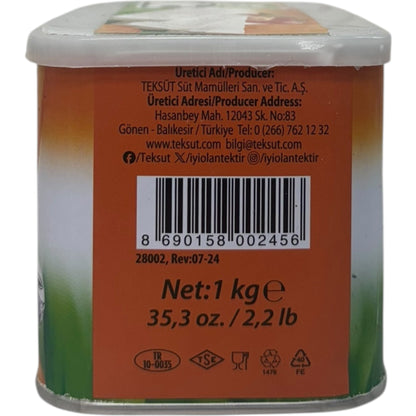 Üretici Adı/Producer:
TEKSÜT Süt Mamülleri San. ve Tic. A.Ş.
Üretici Adresi/Producer Address:
Hasanbey Mah. 12043 Sk. No:83
Gönen - Balıkesir / Türkiye Tel: 0 (266) 762 12 32
www.teksut.com bilgi@teksut.com
/Teksut X/iyiolantektir /iyiolantektir
8 690158 002456
28002, Rev:07-24
Net:1 kg ℮
35,3 oz. / 2,2 lb
TR
10-0035
TSE
1478
40
FE